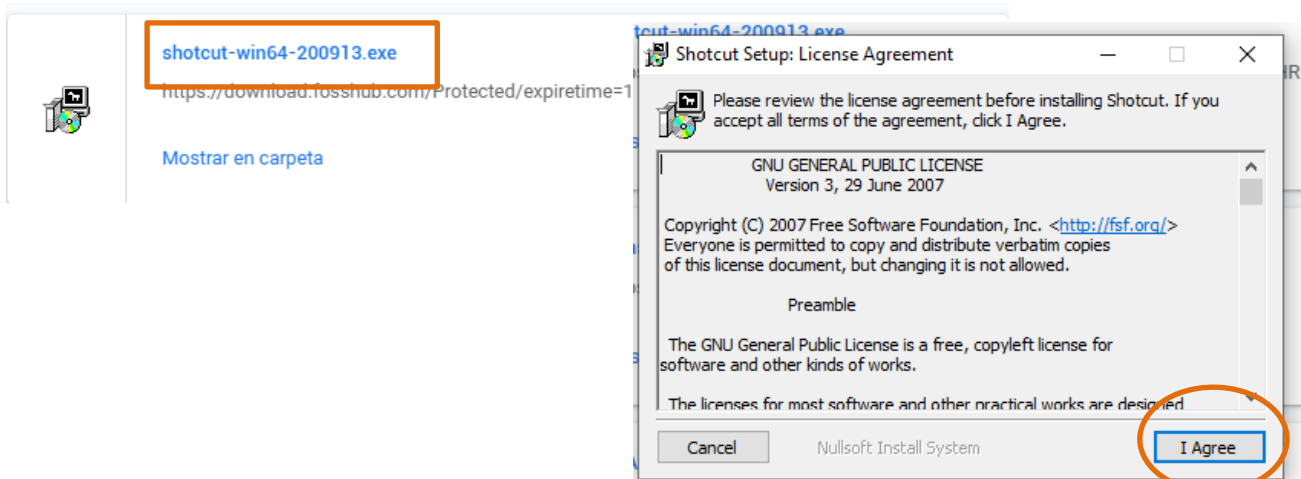 shotcut-win64-200913.exe
https://download.fosshub.com/Protected/expiretime=1
Mostrar en carpeta
tcut-win64-200913.exe
Shotcut Setup: License Agreement
Please review the license agreement before installing Shotcut. If you
accept all terms of the agreement, click I Agree.
GNU GENERAL PUBLIC LICENSE
Version 3, 29 June 2007
Copyright (C) 2007 Free Software Foundation, Inc. <http://fsf.org/>
Everyone is permitted to copy and distribute verbatim copies
of this license document, but changing it is not allowed.
Preamble
The GNU General Public License is a free, copyleft license for
software and other kinds of works.
The licenses for most software and other practical works are designed
Cancel
Nullsoft Install System
I Agree